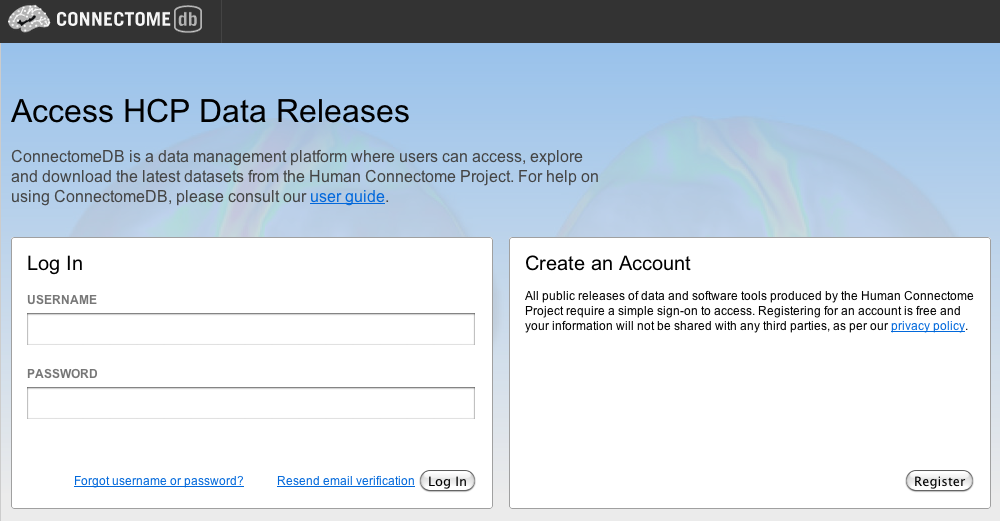 CONNECTOME db
Access HCP Data Releases
ConnectomeDB is a data management platform where users can access, explore
and download the latest datasets from the Human Connectome Project. For help on
using ConnectomeDB, please consult our user guide.
Log In
USERNAME
PASSWORD
Forgot username or password?
Resend email verification
Log In
Create an Account
All public releases of data and software tools produced by the Human Connectome
Project require a simple sign-on to access. Registering for an account is free and
your information will not be shared with any third parties, as per our privacy policy.
Register